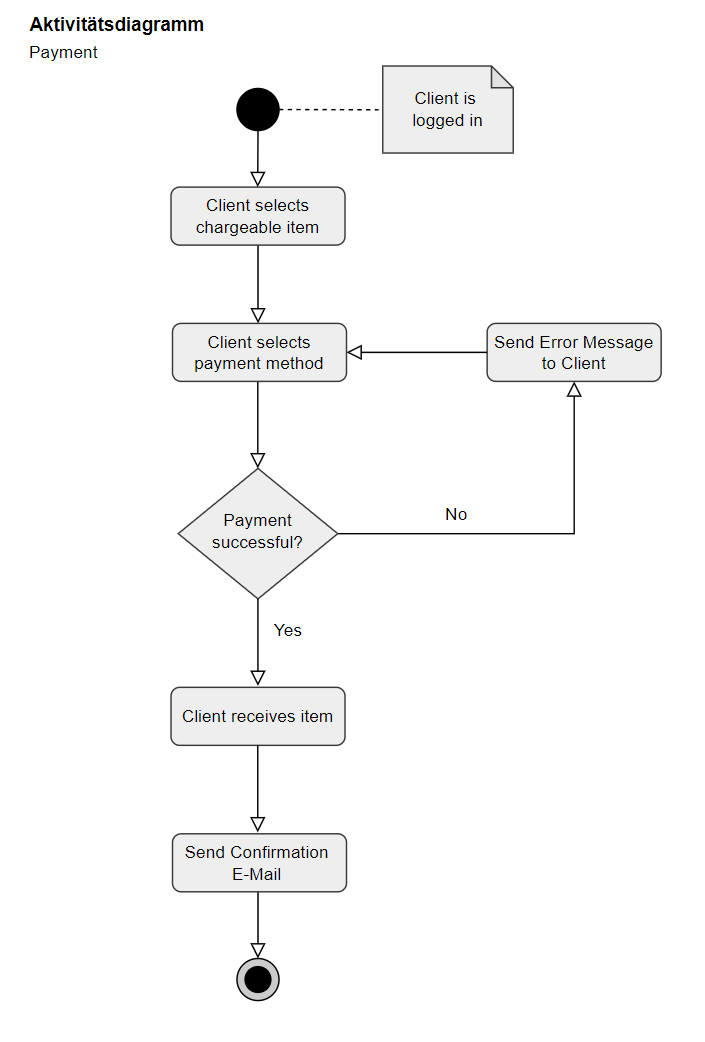 Aktivitätsdiagramm
Payment
Client is
logged in
Client selects
chargeable item
Client selects
payment method
Send Error Message
to Client
Payment
successful?
No
Yes
Client receives item
Send Confirmation
E-Mail